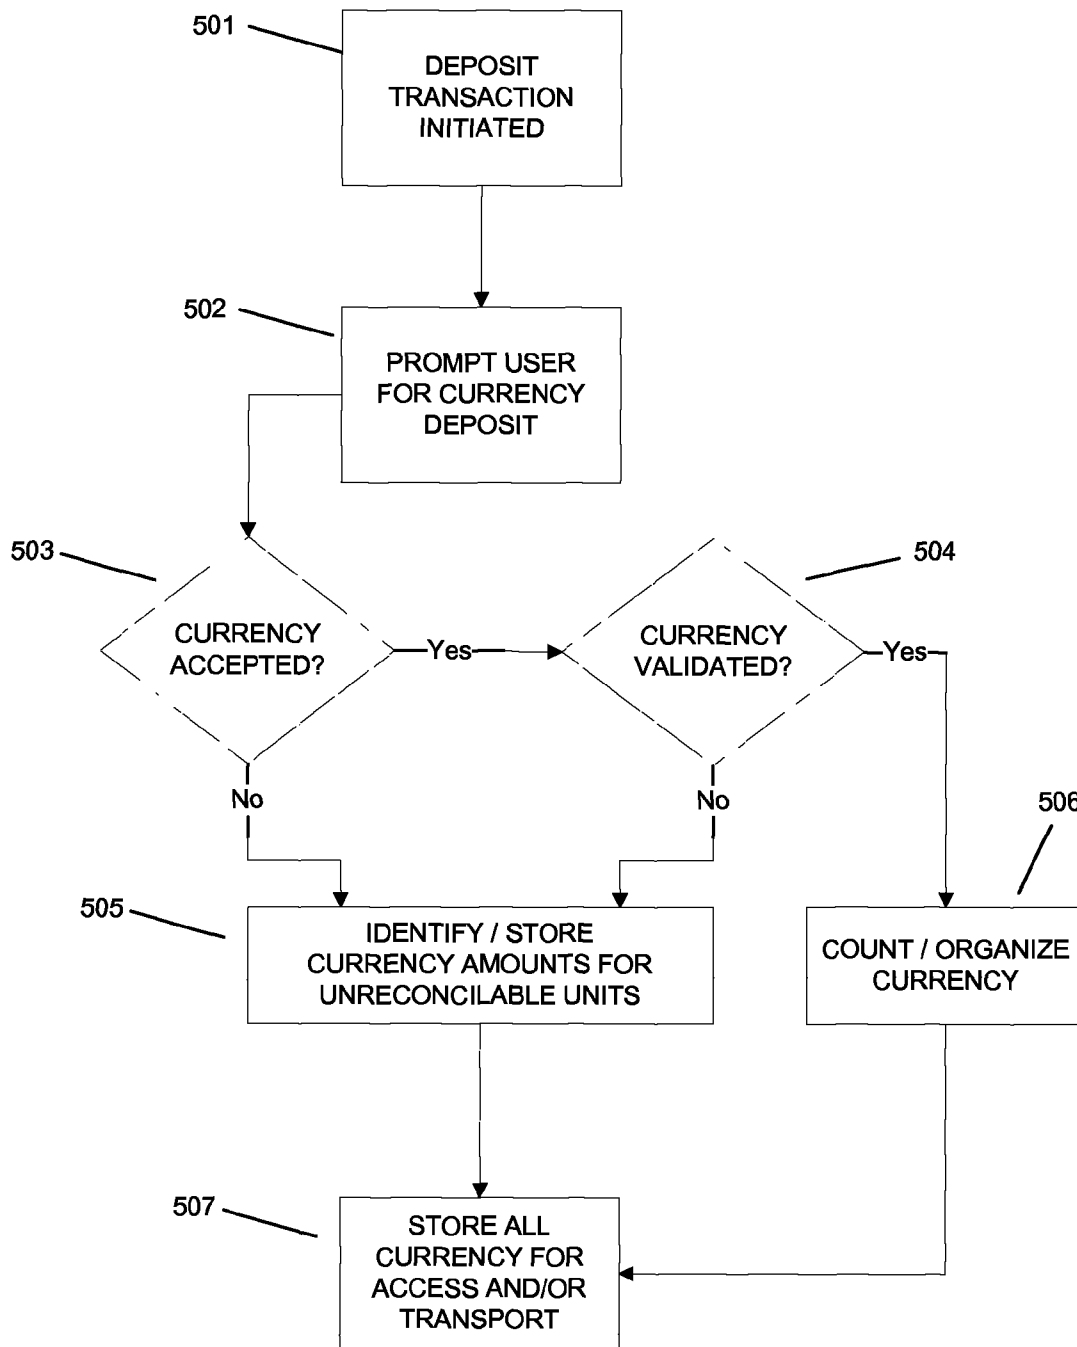 501
DEPOSIT
TRANSACTION
INITIATED
502
PROMPT USER
FOR CURRENCY
DEPOSIT
503
CURRENCY
ACCEPTED?
Yes
504
CURRENCY
VALIDATED?
Yes
No
No
505
IDENTIFY / STORE
CURRENCY AMOUNTS FOR
UNRECONCILABLE UNITS
506
COUNT / ORGANIZE
CURRENCY
507
STORE ALL
CURRENCY FOR
ACCESS AND/OR
TRANSPORT